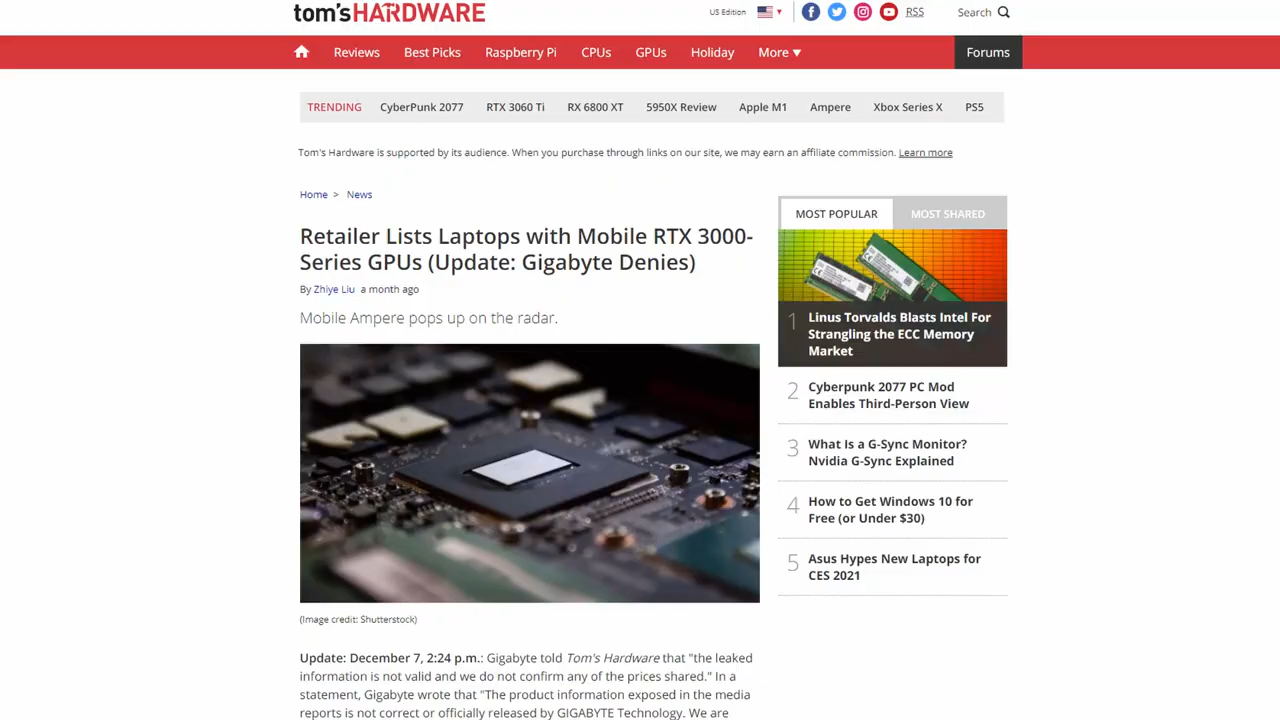 tom'sHARDWARE
US Edition
RSS
Search
Reviews
Best Picks
Raspberry Pi
CPUs
GPUs
Holiday
More ▼
Forums
TRENDING
CyberPunk 2077
RTX 3060 Ti
RX 6800 XT
5950X Review
Apple M1
Ampere
Xbox Series X
PS5
Tom's Hardware is supported by its audience. When you purchase through links on our site, we may earn an affiliate commission. Learn more
Home > News
Retailer Lists Laptops with Mobile RTX 3000-
Series GPUs (Update: Gigabyte Denies)
By Zhiye Liu a month ago
Mobile Ampere pops up on the radar.
(Image credit: Shutterstock)
Update: December 7, 2:24 p.m.: Gigabyte told Tom's Hardware that "the leaked
information is not valid and we do not confirm any of the prices shared." In a
statement, Gigabyte wrote that "The product information exposed in the media
reports is not correct or officially released by GIGABYTE Technology. We are
MOST POPULAR
MOST SHARED
1
Linus Torvalds Blasts Intel For
Strangling the ECC Memory
Market
2
Cyberpunk 2077 PC Mod
Enables Third-Person View
3
What Is a G-Sync Monitor?
Nvidia G-Sync Explained
4
How to Get Windows 10 for
Free (or Under $30)
5
Asus Hypes New Laptops for
CES 2021